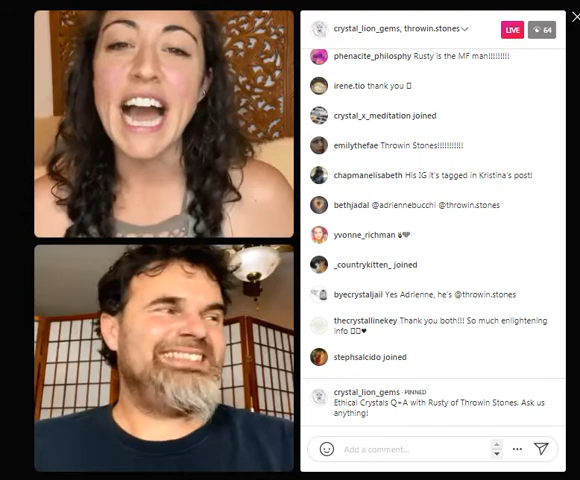 crystal_lion_gems, throwin.stones
LIVE
64
phenacite_philosphy Rusty is the MF man!!!!!!!!!
irene.tio thank you
crystal_x_meditation joined
emilythefae Throwin Stones!!!!!!!!!!!
chapmanelisabeth His IG it's tagged in Kristina's post!
bethjadal @adriennebucchi @throwin.stones
yvonne_richman
_countrykitten_ joined
byecrystaljail Yes Adrienne, he's @throwin.stones
thecrystallinekey Thank you both!!! So much enlightening
info
stephsalcido joined
crystal_lion_gems · PINNED
Ethical Crystals Q+A with Rusty of Throwin Stones. Ask us
anything!
Add a comment...